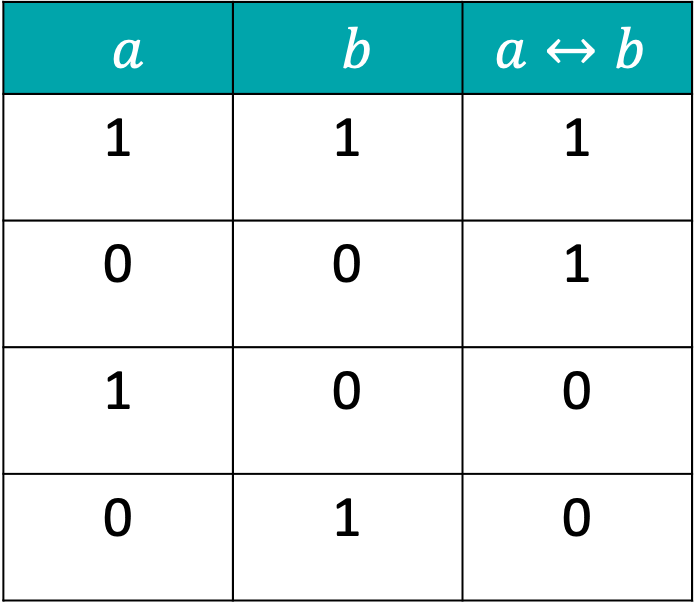 𝑎 𝑏 𝑎 ↔ 𝑏
1 1 1
0 0 1
1 0 0
0 1 0